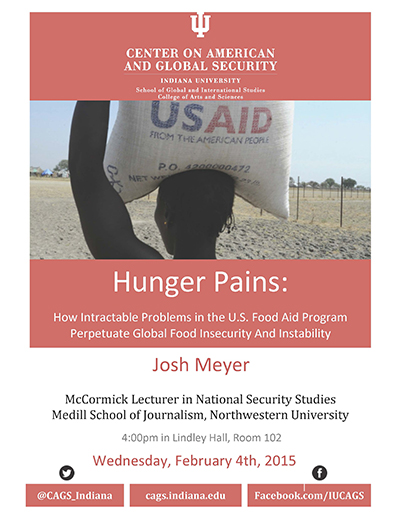 CENTER ON AMERICAN
AND GLOBAL SECURITY
INDIANA UNIVERSITY
School of Global and International Studies
College of Arts and Sciences
USAID
FROM THE AMERICAN PEOPLE
P.O. 4200000472
NET W
Hunger Pains:
How Intractable Problems in the U.S. Food Aid Program
Perpetuate Global Food Insecurity And Instability
Josh Meyer
McCormick Lecturer in National Security Studies
Medill School of Journalism, Northwestern University
4:00pm in Lindley Hall, Room 102
Wednesday, February 4th, 2015
@CAGS_Indiana
cags.indiana.edu
Facebook.com/IUCAGS